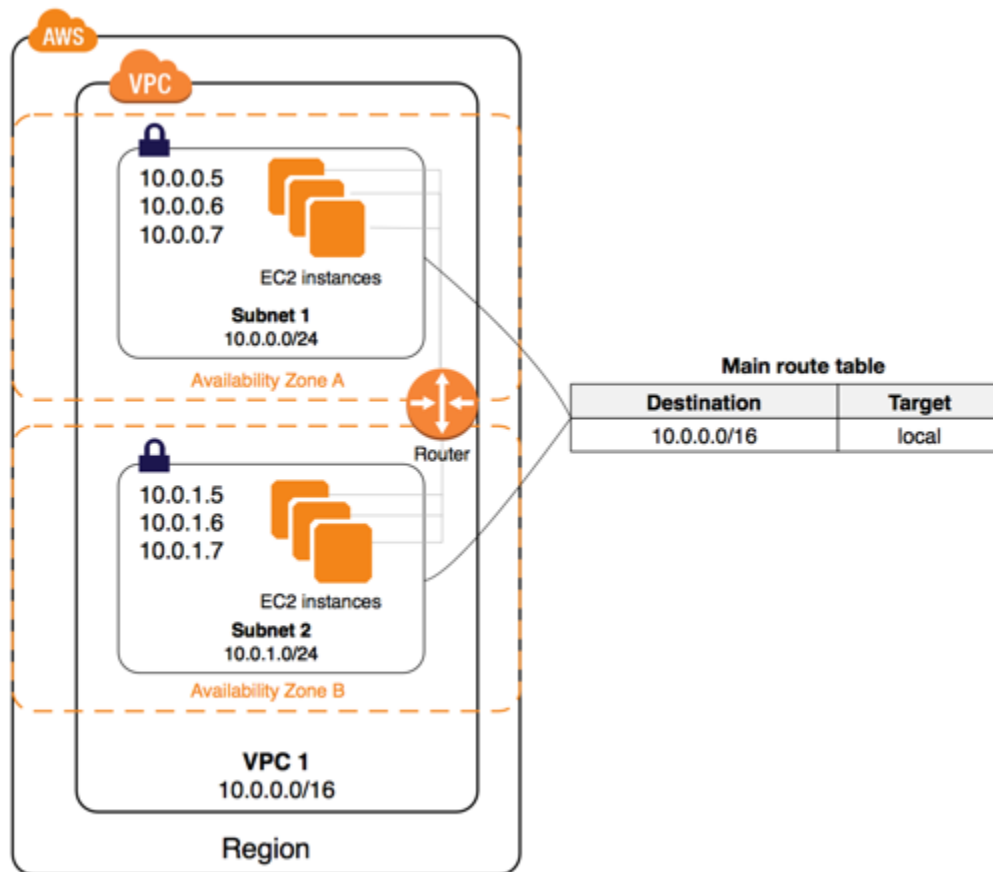 AWS
VPC
10.0.0.5
10.0.0.6
10.0.0.7
EC2 instances
Subnet 1
10.0.0.0/24
Availability Zone A
Router
10.0.1.5
10.0.1.6
10.0.1.7
EC2 instances
Subnet 2
10.0.1.0/24
Availability Zone B
VPC 1
10.0.0.0/16
Region
Main route table
Destination Target
10.0.0.0/16 local